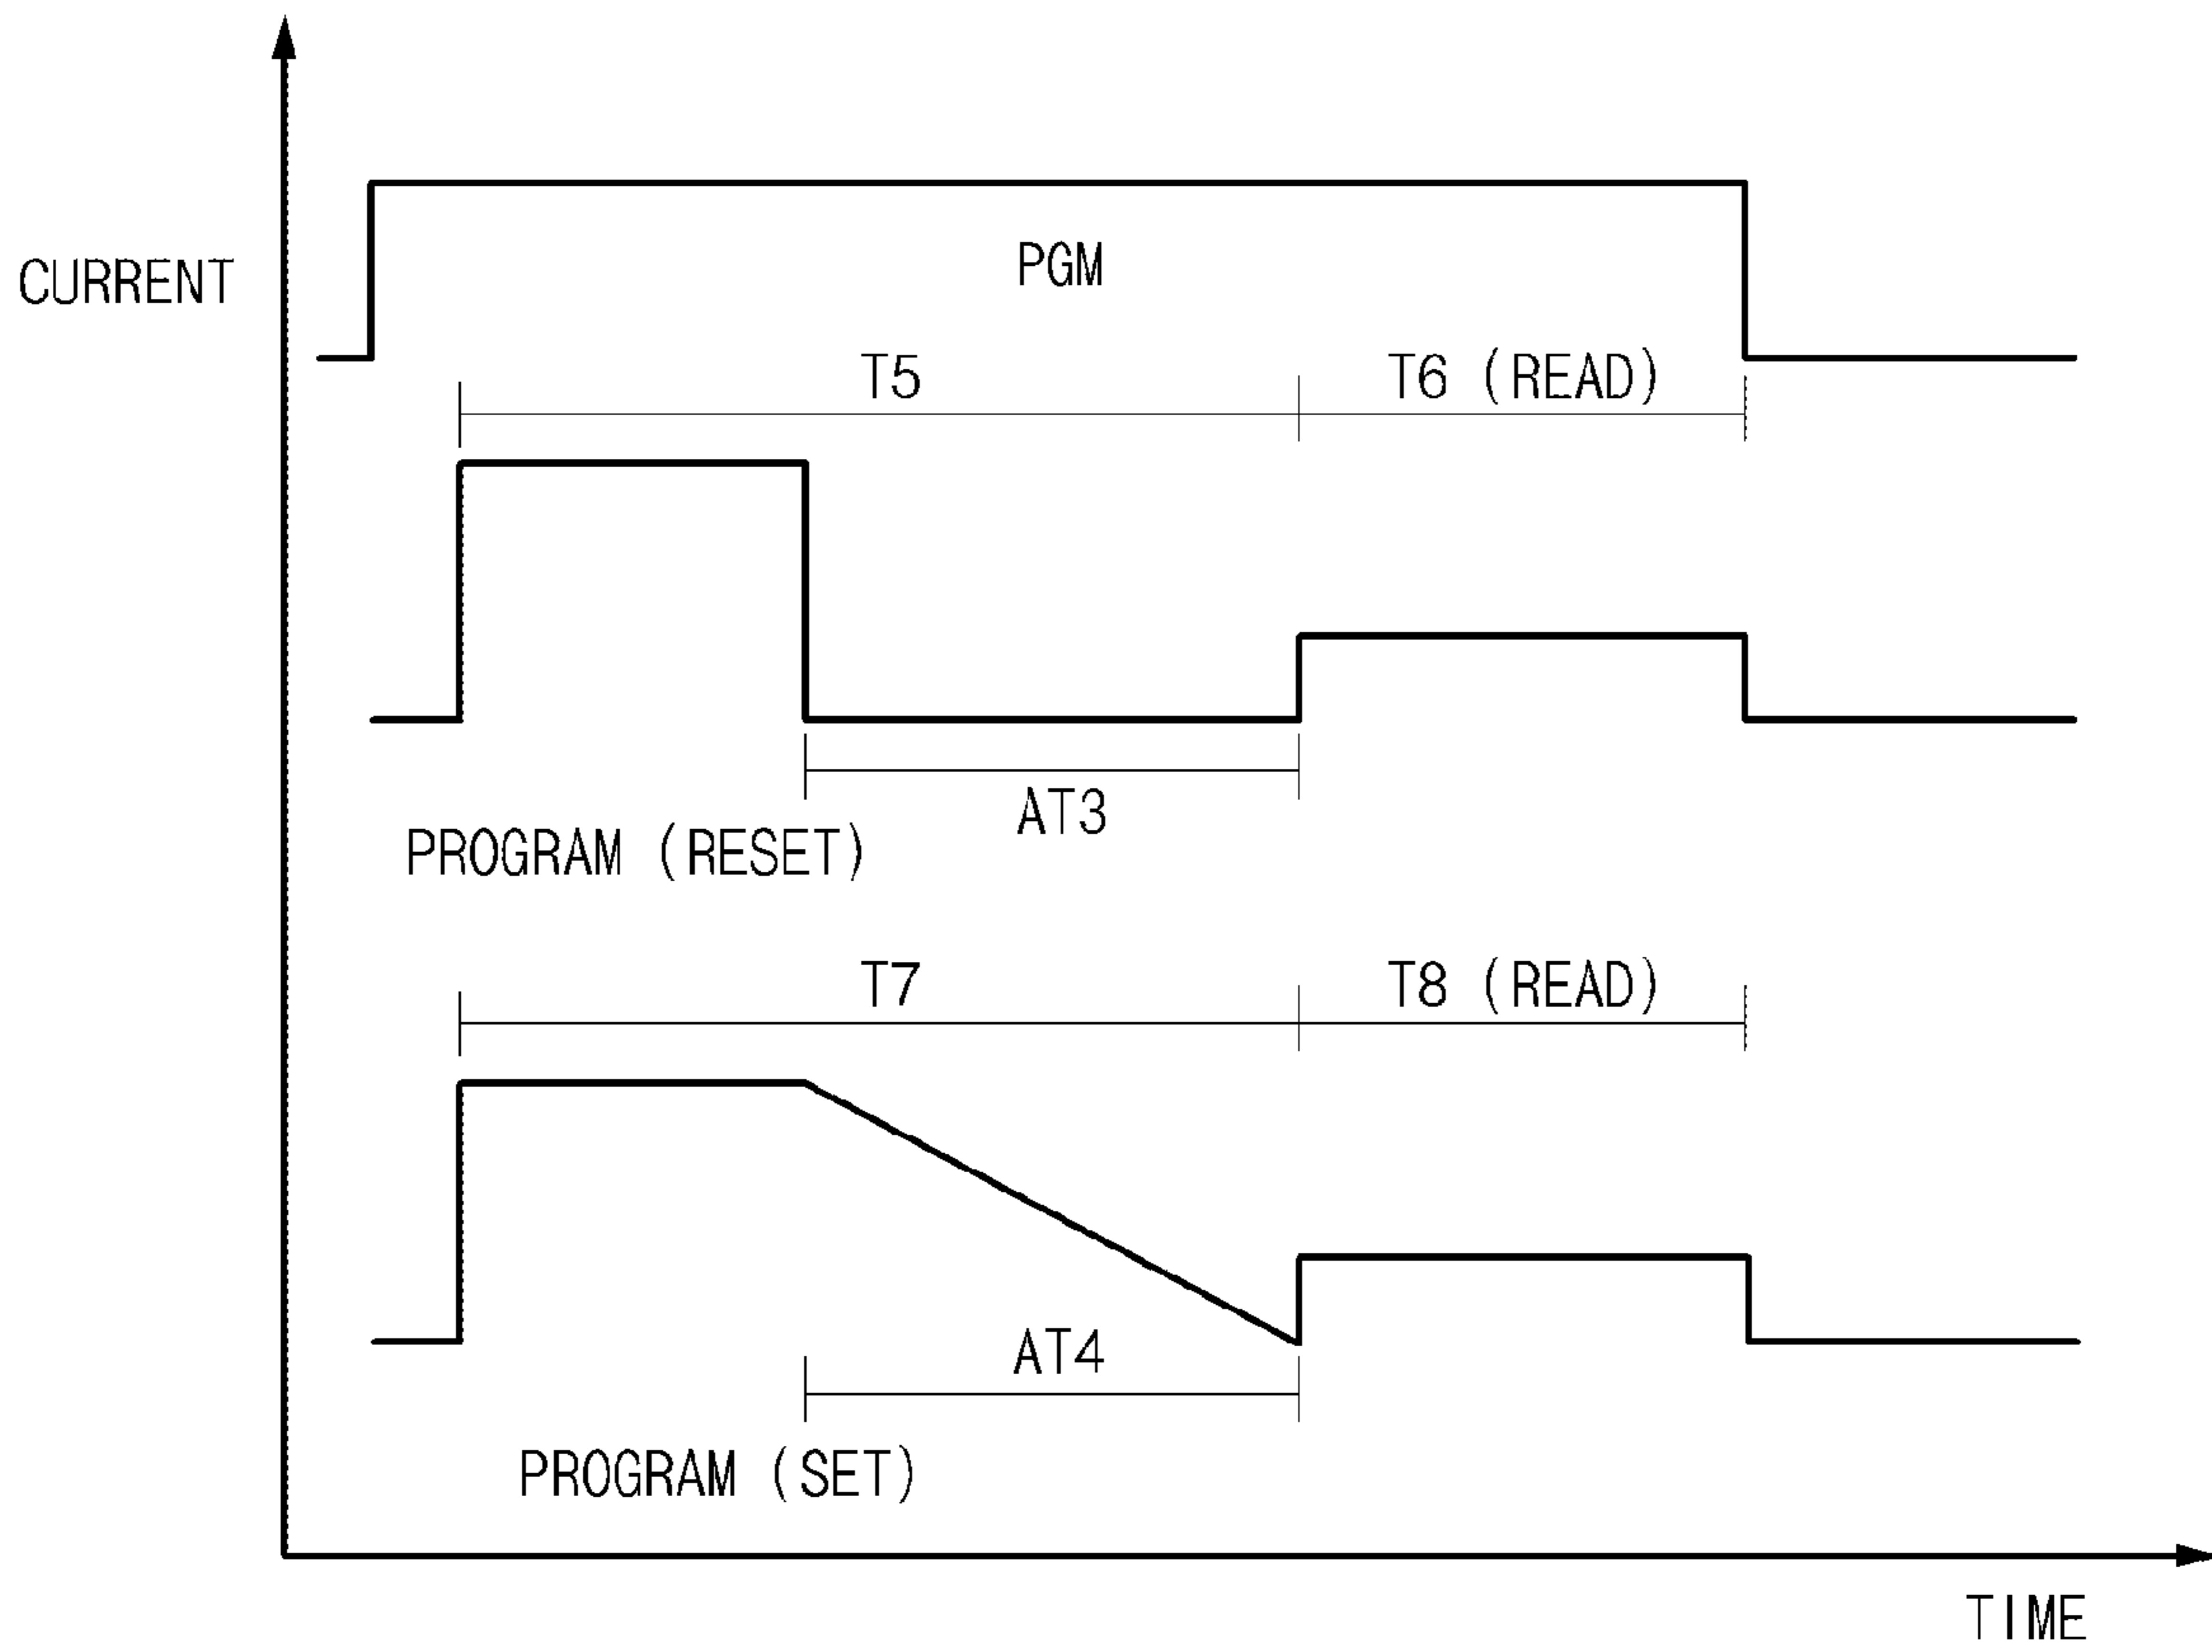 PGM
CURRENT
T5
T6 (READ)
AT3
PROGRAM (RESET)
T7
T8 (READ)
AT4
PROGRAM (SET)
TIME